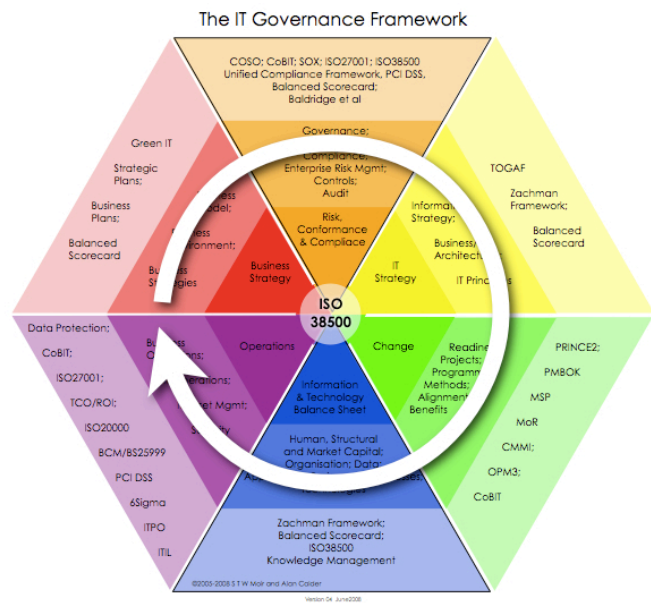 The IT Governance Framework
COSO; CoBIT; SOX; ISO27001; ISO38500
Unified Compliance Framework, PCI DSS,
Balanced Scorecard;
Baldridge et al
Governance;
Compliance;
Enterprise Risk Mgmt;
Controls;
Audit
Risk,
Conformance
& Compliace
Green IT
Strategic
Plans;
Business
Plans;
Balanced
Scorecard
Business
Strategy
TOGAF
Zachman
Framework;
Balanced
Scorecard
Strategy;
Business/
IT
Strategy
ISO
38500
Data Protection;
CoBIT;
ISO27001;
TCO/ROI;
ISO20000
BCM/BS25999
PCI DSS
6Sigma
ITPO
ITIL
Operations
Change
Projects;
Methods;
Benefits
PRINCE2;
PMBOK
MSP
MoR
CMMI;
OPM3;
CoBIT
Information
& Technology
Balance Sheet
Human, Structural
and Market Capital;
Organisation; Data;
Zachman Framework;
Balanced Scorecard;
ISO38500
Knowledge Management
©2005-2008 S T W Moir and Alan Calder
Version 04 June2008